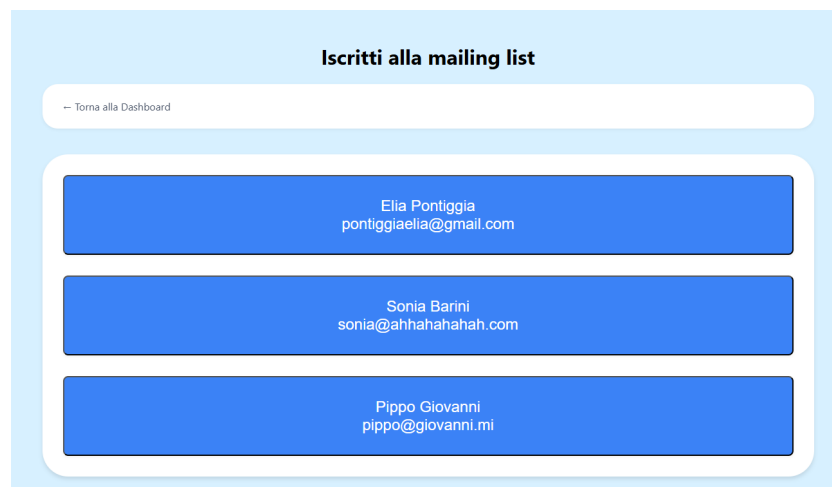 Iscritti alla mailing list
← Torna alla Dashboard
Elia Pontiggia
pontiggiaelia@gmail.com
Sonia Barini
sonia@ahhahahahah.com
Pippo Giovanni
pippo@giovanni.mi